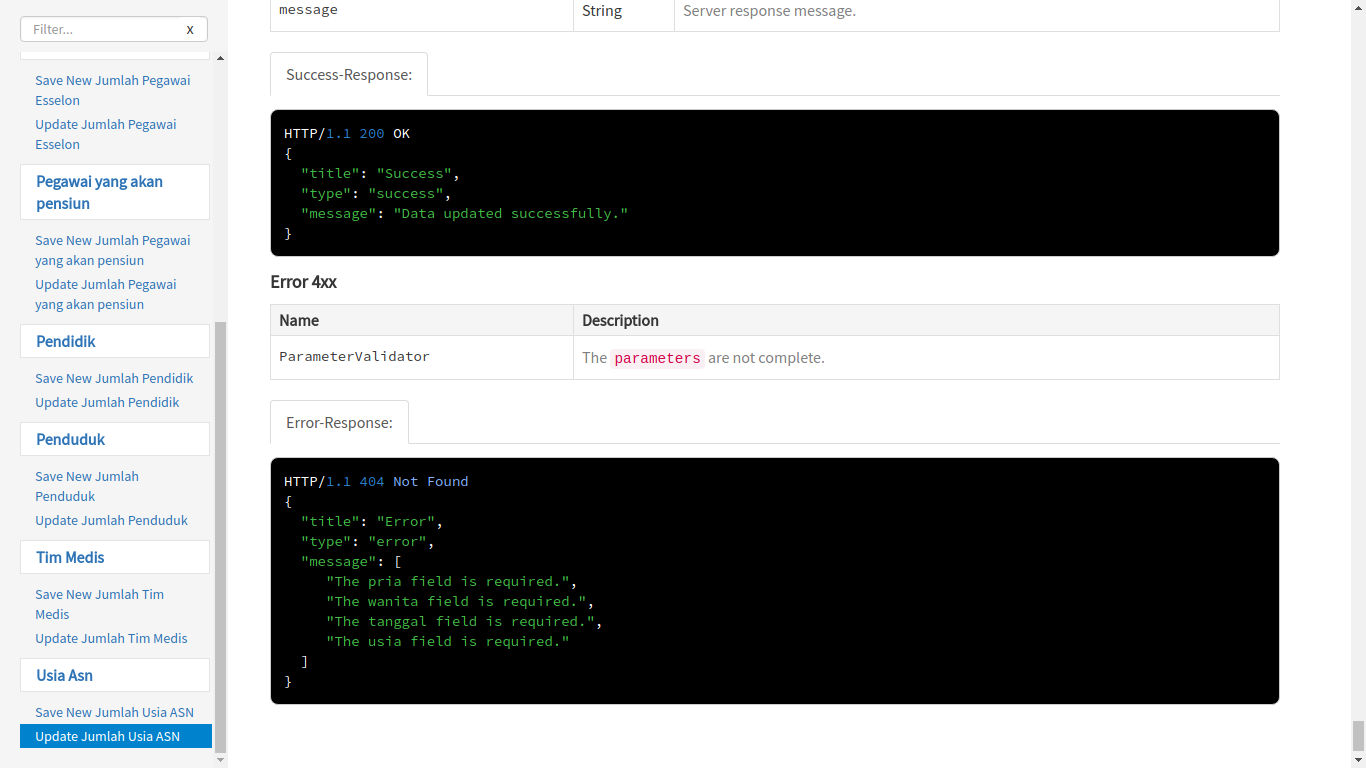 Filter...
x
Save New Jumlah Pegawai
Esselon
Update Jumlah Pegawai
Esselon
Pegawai yang akan
pensiun
Save New Jumlah Pegawai
yang akan pensiun
Update Jumlah Pegawai
yang akan pensiun
Pendidik
Save New Jumlah Pendidik
Update Jumlah Pendidik
Penduduk
Save New Jumlah
Penduduk
Update Jumlah Penduduk
Tim Medis
Save New Jumlah Tim
Medis
Update Jumlah Tim Medis
Usia Asn
Save New Jumlah Usia ASN
Update Jumlah Usia ASN
message String Server response message.
Success-Response:
HTTP/1.1 200 OK
{
  "title": "Success",
  "type": "success",
  "message": "Data updated successfully."
}
Error 4xx
Name Description
ParameterValidator The parameters are not complete.
Error-Response:
HTTP/1.1 404 Not Found
{
  "title": "Error",
  "type": "error",
  "message": [
     "The pria field is required.",
     "The wanita field is required.",
     "The tanggal field is required.",
     "The usia field is required."
  ]
}